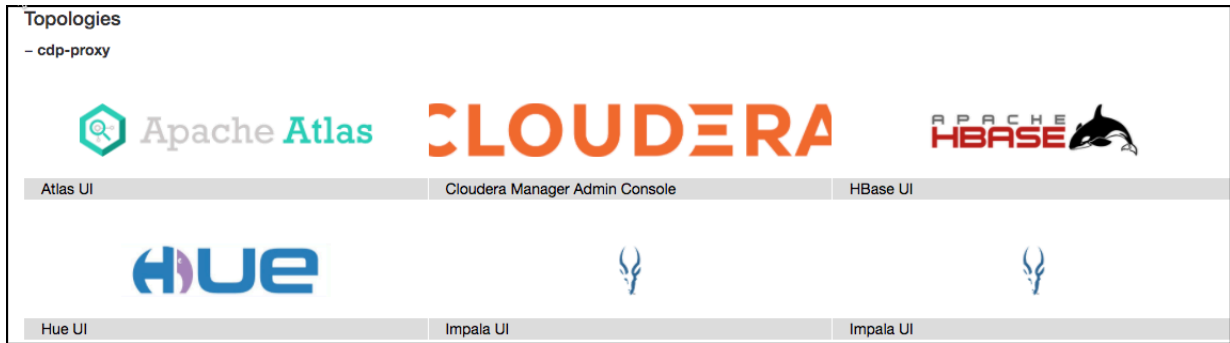 Topologies
– cdp-proxy
Apache Atlas
CLOUDERA
APACHE
HBASE
Atlas UI
Cloudera Manager Admin Console
HBase UI
HUE
Hue UI
Impala UI
Impala UI